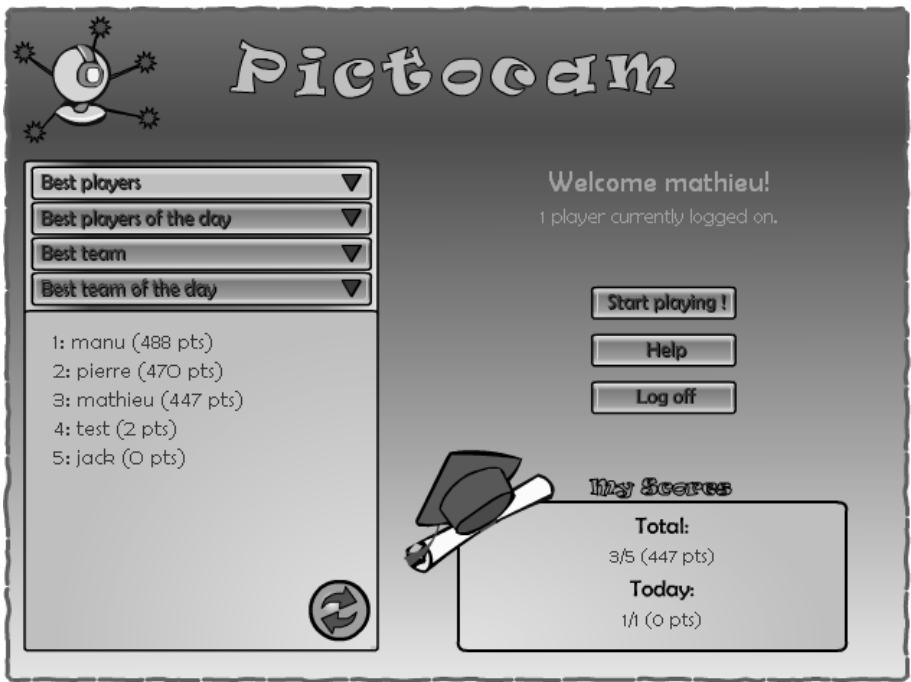 Pictocam
Best players
Best players of the day
Best team
Best team of the day
1: manu (488 pts)
2: pierre (470 pts)
3: mathieu (447 pts)
4: test (2 pts)
5: jack (0 pts)
Welcome mathieu!
1 player currently logged on.
Start playing !
Help
Log off
My Scores
Total:
3/5 (447 pts)
Today:
1/1 (0 pts)